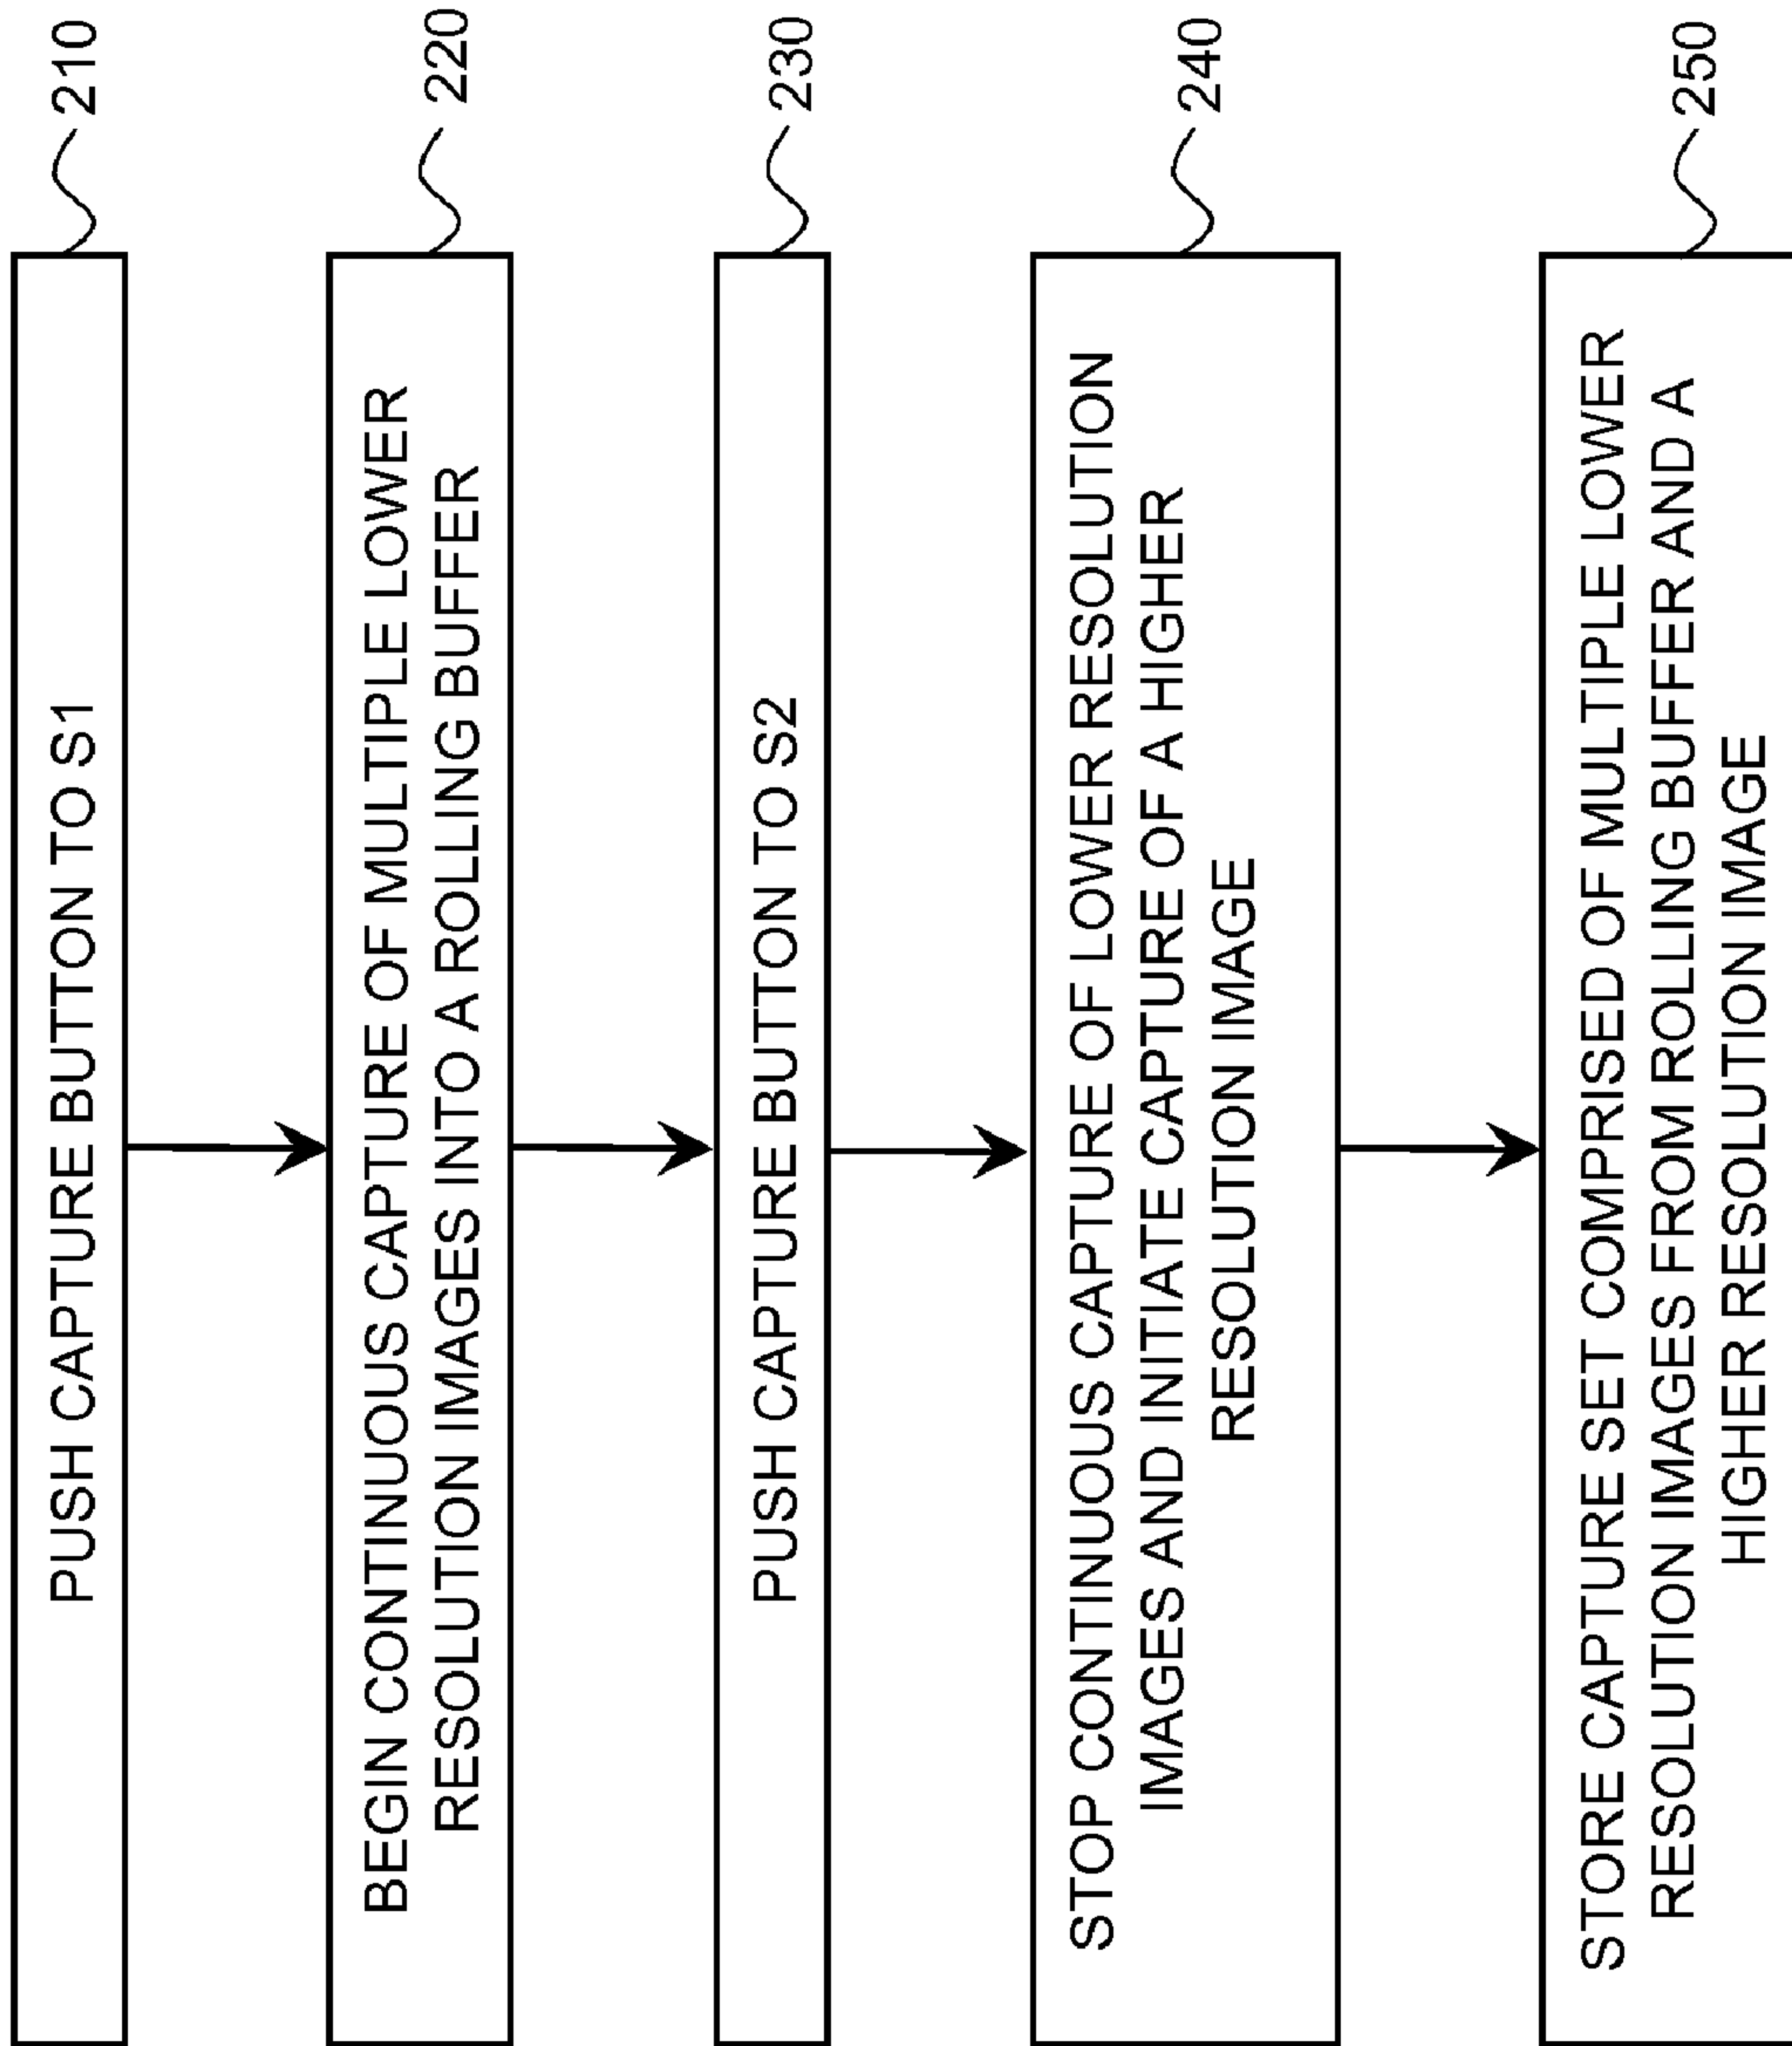 PUSH CAPTURE BUTTON TO S1
210
BEGIN CONTINUOUS CAPTURE OF MULTIPLE LOWER
RESOLUTION IMAGES INTO A ROLLING BUFFER
220
PUSH CAPTURE BUTTON TO S2
230
STOP CONTINUOUS CAPTURE OF LOWER RESOLUTION
IMAGES AND INITIATE CAPTURE OF A HIGHER
RESOLUTION IMAGE
240
STORE CAPTURE SET COMPRISED OF MULTIPLE LOWER
RESOLUTION IMAGES FROM ROLLING BUFFER AND A
HIGHER RESOLUTION IMAGE
250